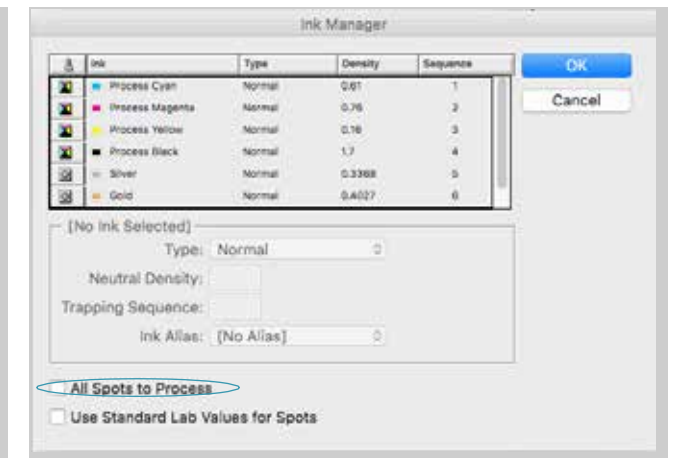 Ink Manager
Ink Type Density Sequence
Process Cyan Normal 0.61 1
Process Magenta Normal 0.76 2
Process Yellow Normal 0.16 3
Process Black Normal 1.7 4
Silver Normal 0.3368 5
Gold Normal 0.4027 6
OK
Cancel
[No Ink Selected]
Type: Normal
Neutral Density:
Trapping Sequence:
Ink Alias: [No Alias]
All Spots to Process
Use Standard Lab Values for Spots